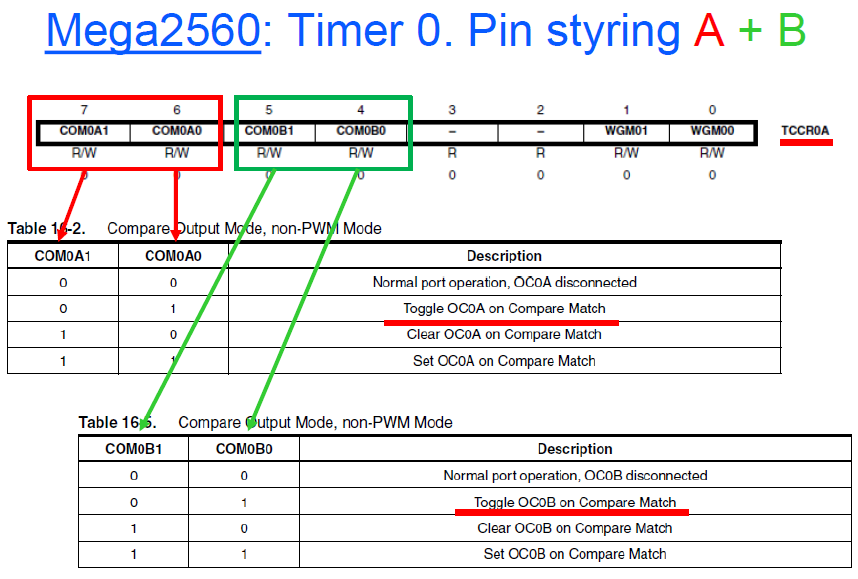 Mega2560: Timer 0. Pin styring A + B
7 6 5 4 3 2 1 0
COM0A1 COM0A0 COM0B1 COM0B0 – – WGM01 WGM00 TCCR0A
R/W R/W R/W R/W R R R/W R/W
0 0 0 0 0 0 0 0
Table 16-2. Compare Output Mode, non-PWM Mode
COM0A1 COM0A0 Description
0 0 Normal port operation, OC0A disconnected
0 1 Toggle OC0A on Compare Match
1 0 Clear OC0A on Compare Match
1 1 Set OC0A on Compare Match
Table 16-5. Compare Output Mode, non-PWM Mode
COM0B1 COM0B0 Description
0 0 Normal port operation, OC0B disconnected
0 1 Toggle OC0B on Compare Match
1 0 Clear OC0B on Compare Match
1 1 Set OC0B on Compare Match